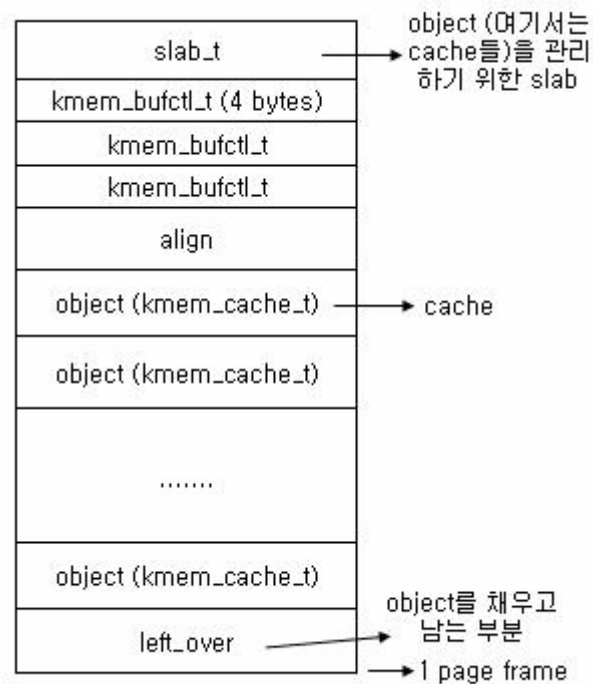 slab_t
object (여기서는
cache들)을 관리
하기 위한 slab
kmem_bufctl_t (4 bytes)
kmem_bufctl_t
kmem_bufctl_t
align
object (kmem_cache_t)
cache
object (kmem_cache_t)
.......
object (kmem_cache_t)
object를 채우고
남는 부분
left_over
1 page frame